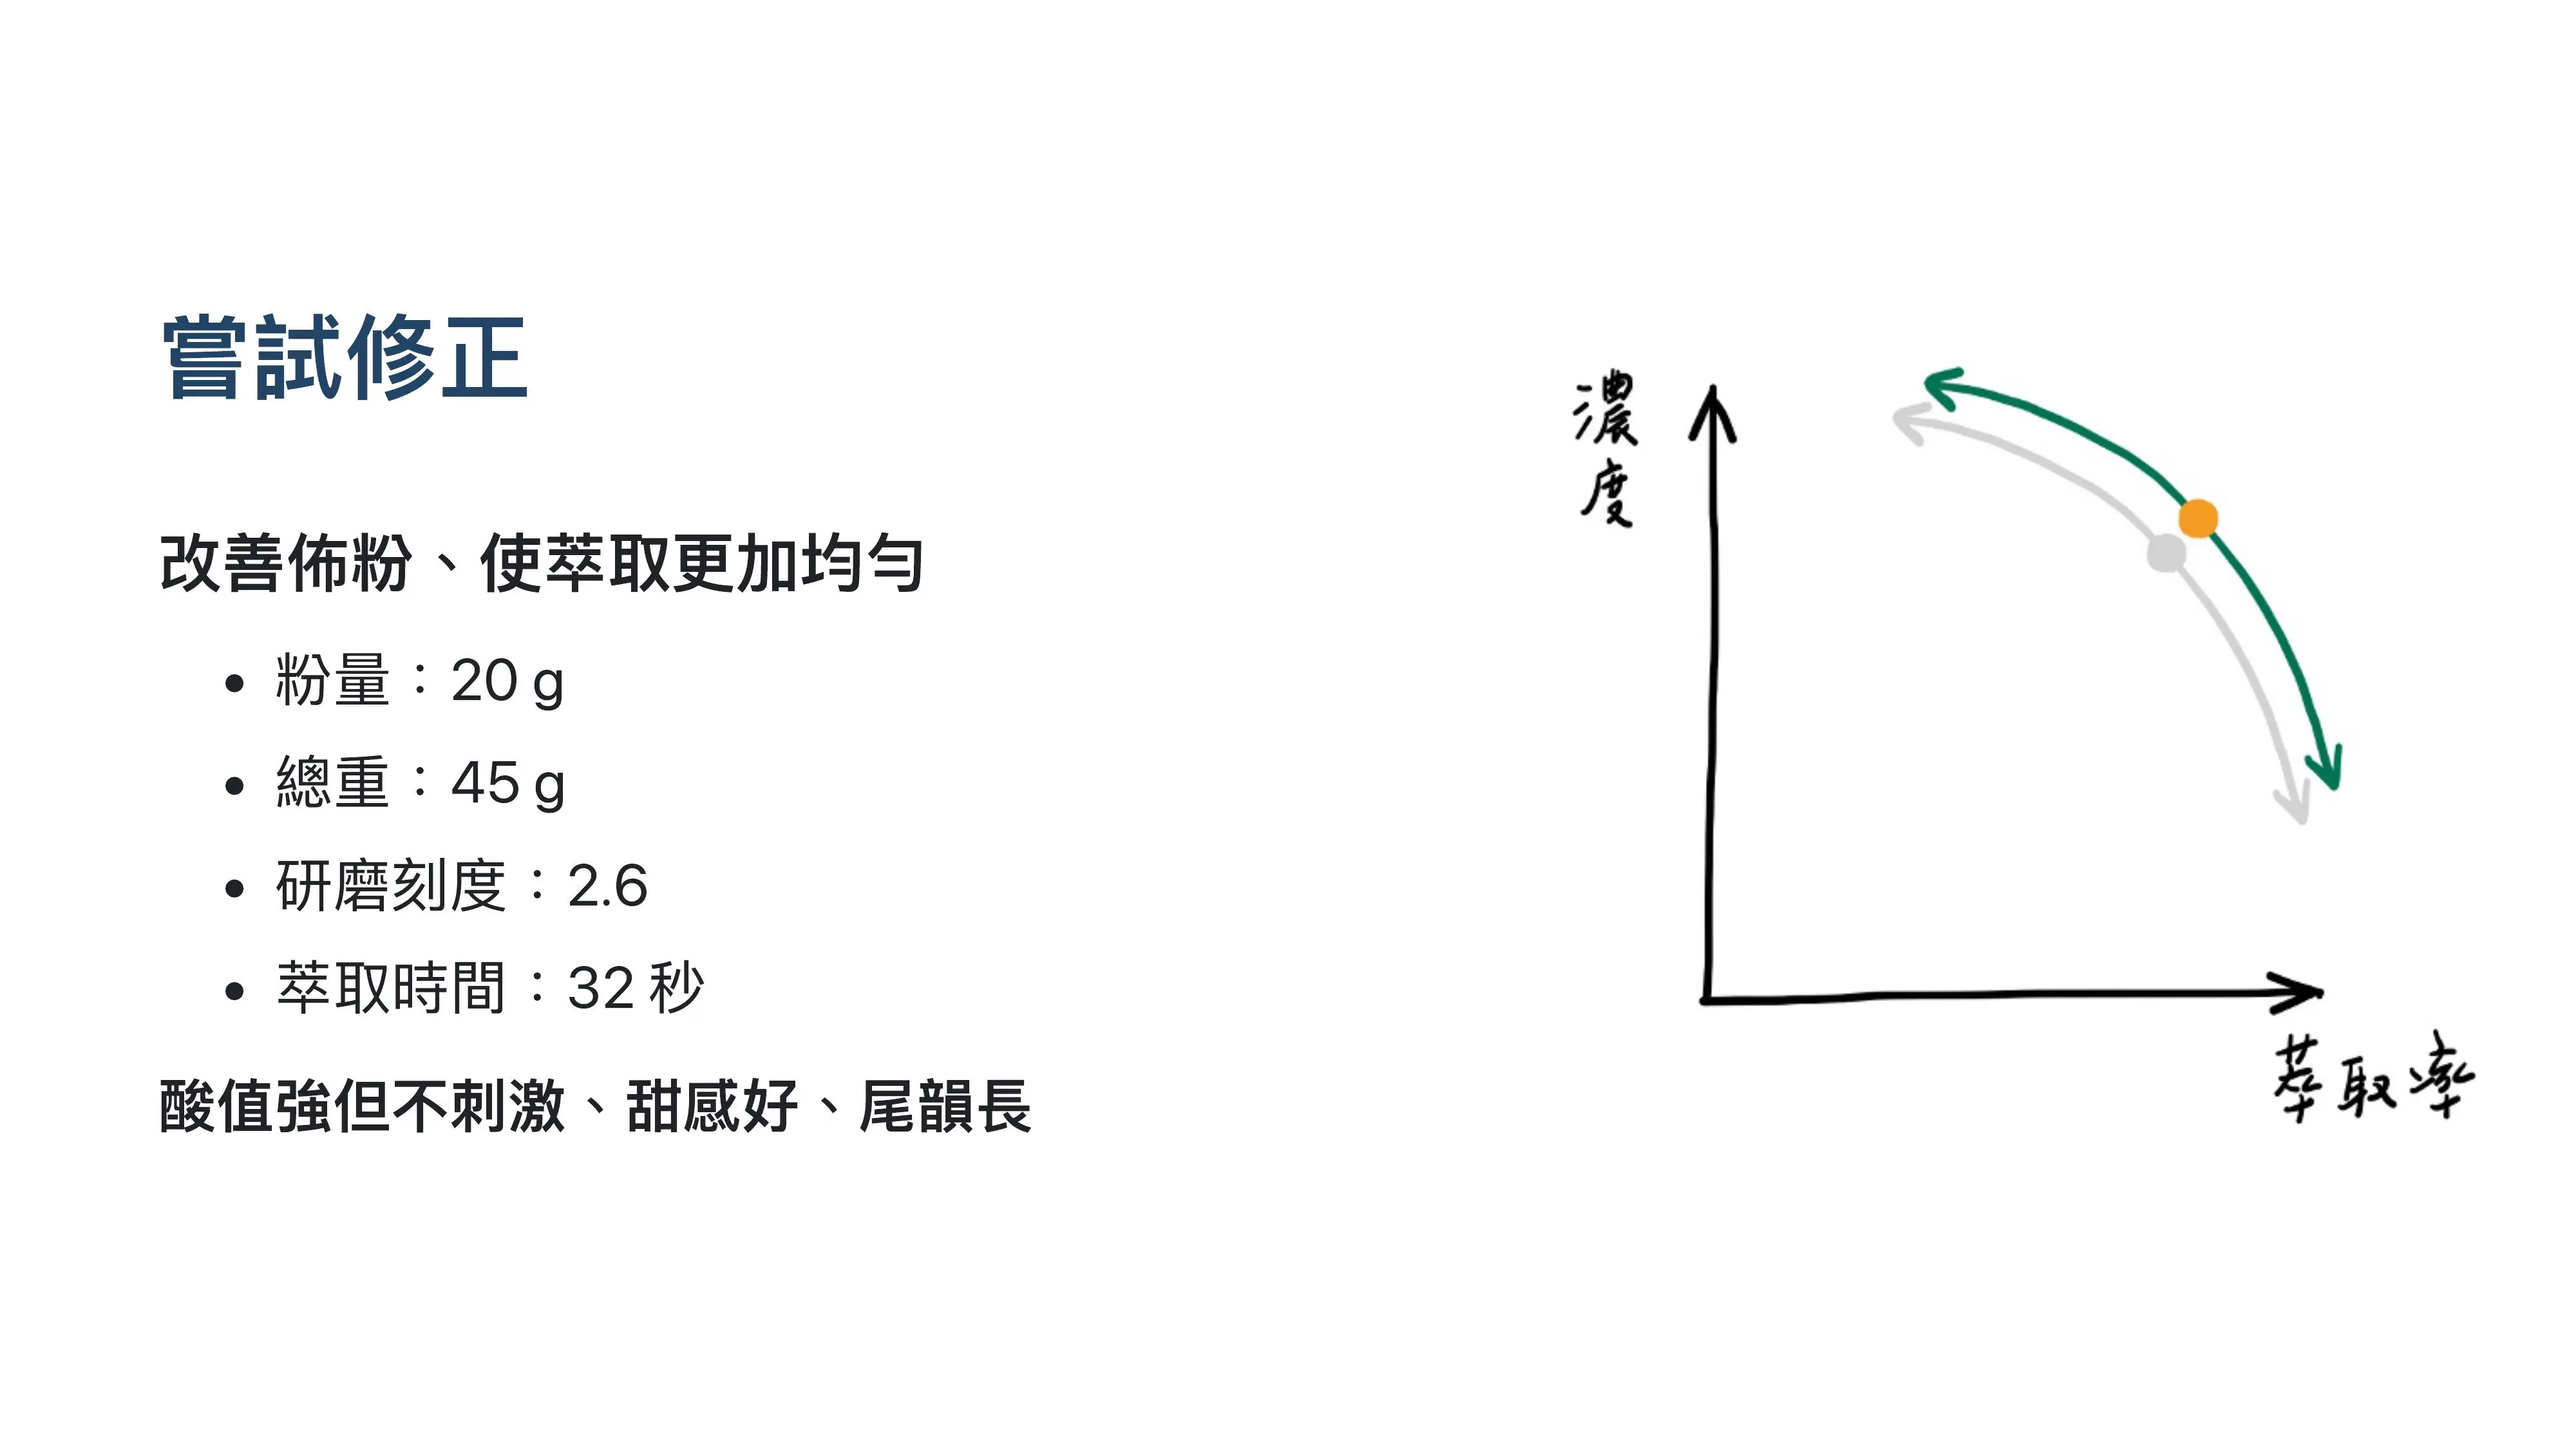 嘗試修正
改善佈粉、使萃取更加均勻
• 粉量：20 g
• 總重：45 g
• 研磨刻度：2.6
• 萃取時間：32 秒
酸值強但不刺激、甜感好、尾韻長
濃度
萃取率